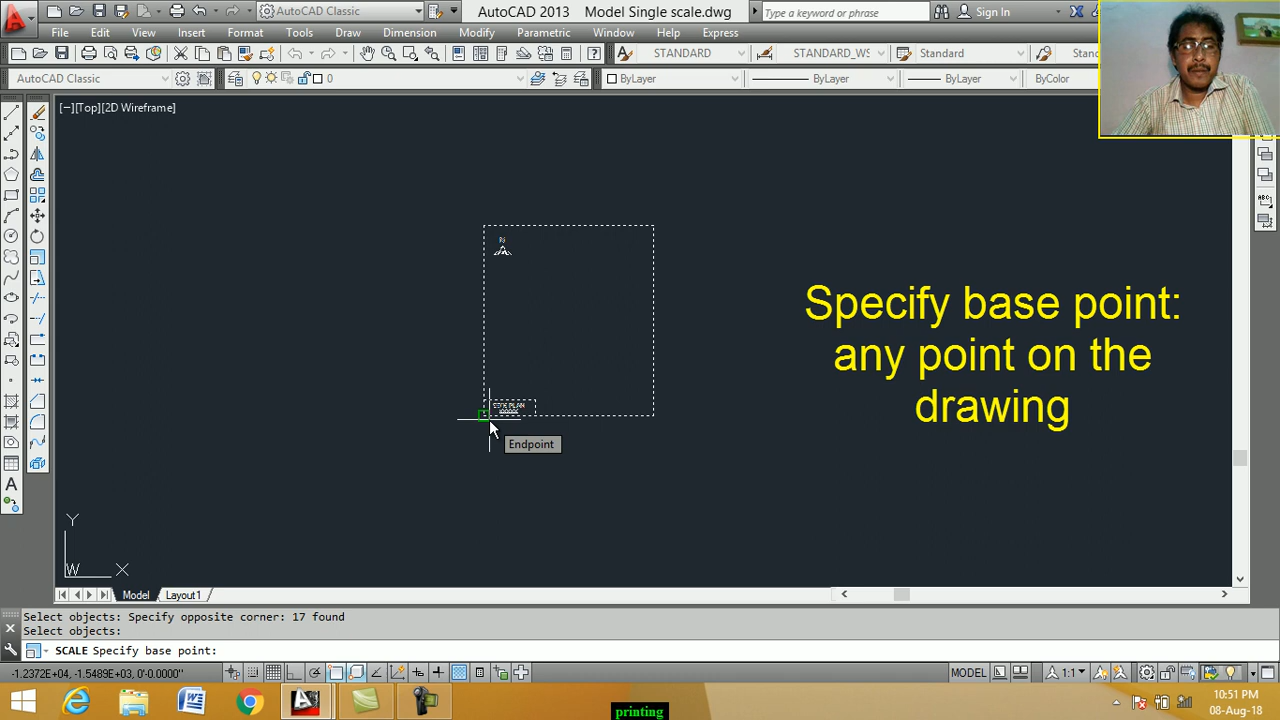 AutoCAD Classic
AutoCAD 2013 Model Single scale.dwg
Type a keyword or phrase
Sign In
File Edit View Insert Format Tools Draw Dimension Modify Parametric Window Help Express
STANDARD
STANDARD_WS
Standard
AutoCAD Classic
0
ByLayer
ByLayer
ByLayer
ByColor
[−][Top][2D Wireframe]
Specify base point:
any point on the
drawing
Endpoint
Y
W X
A
Model Layout1
Select objects: Specify opposite corner: 17 found
Select objects:
SCALE Specify base point:
-1.2372E+04, -1.5489E+03, 0'-0.0000"
MODEL
1:1
10:51 PM
08-Aug-18
printing